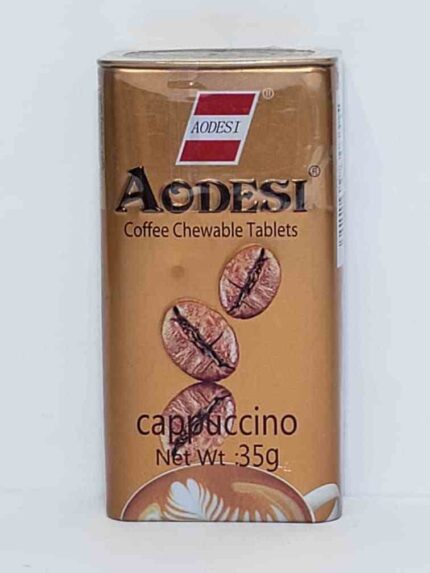 ®
AODESI
AODESI®
Coffee Chewable Tablets
cappuccino
Net Wt :35g